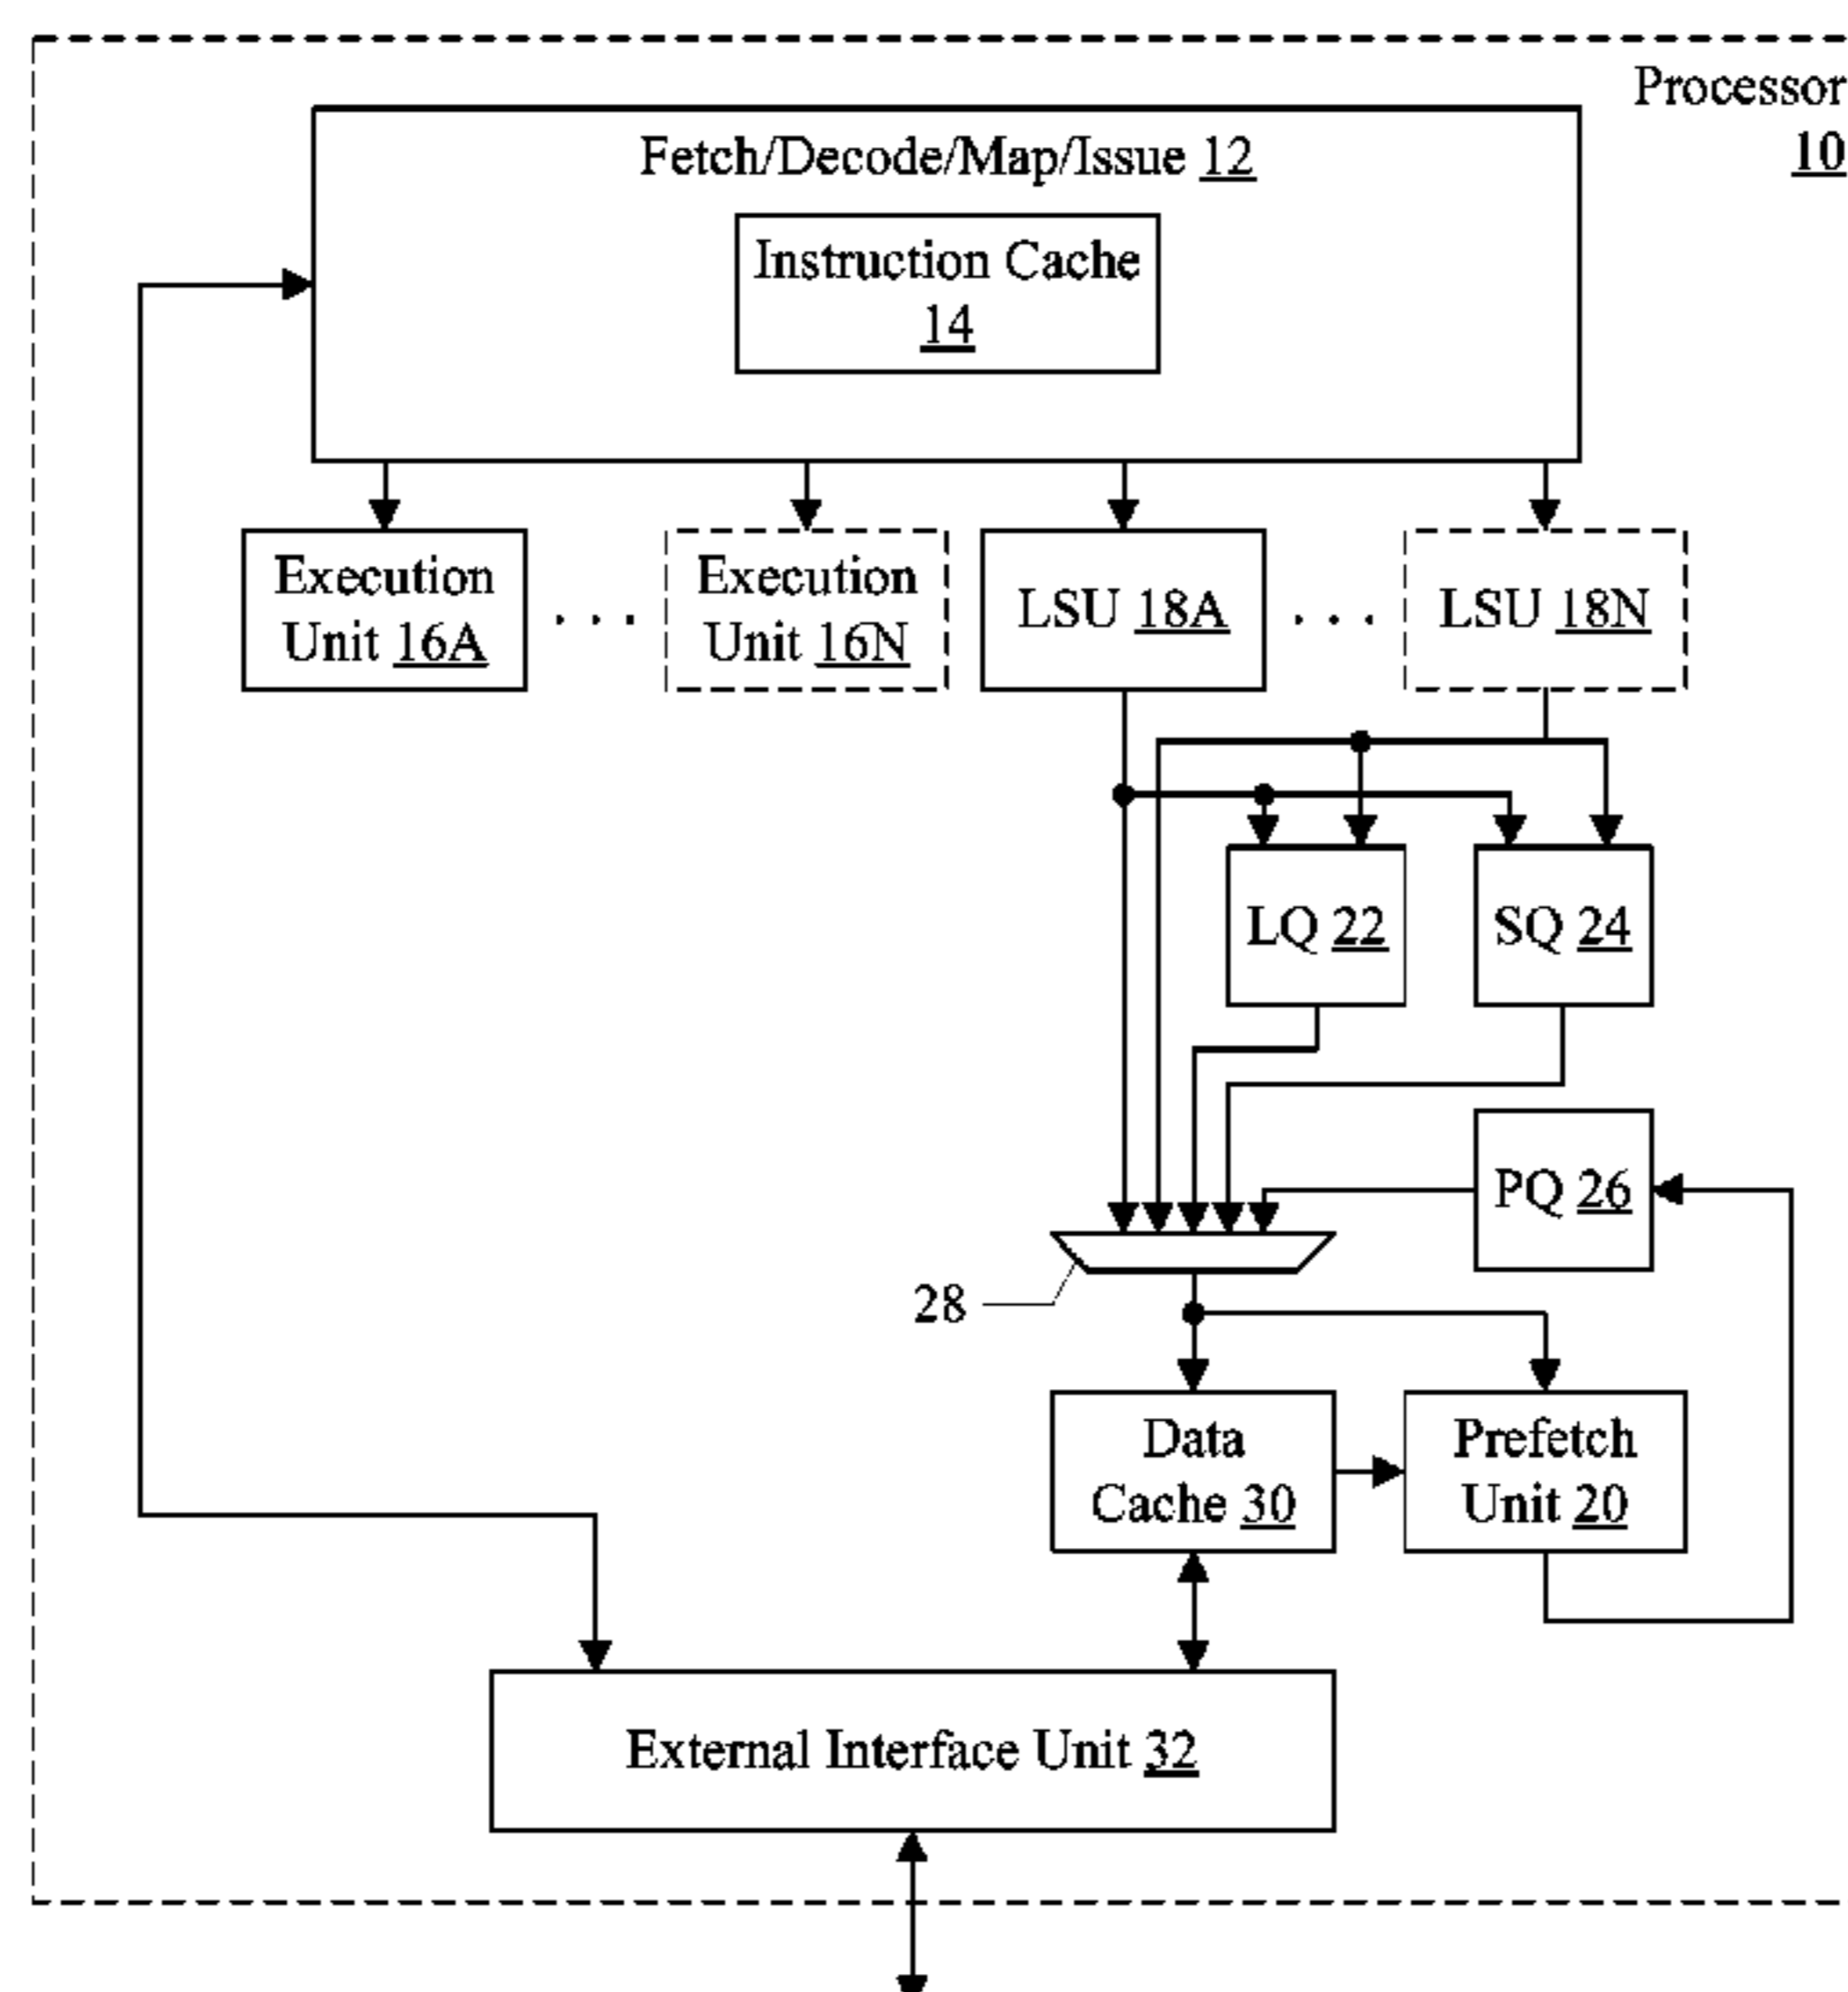 Processor
10
Fetch/Decode/Map/Issue 12
Instruction Cache
14
Execution
Unit 16A
. . .
Execution
Unit 16N
LSU 18A
. . .
LSU 18N
LQ 22
SQ 24
PQ 26
28
Data
Cache 30
Prefetch
Unit 20
External Interface Unit 32